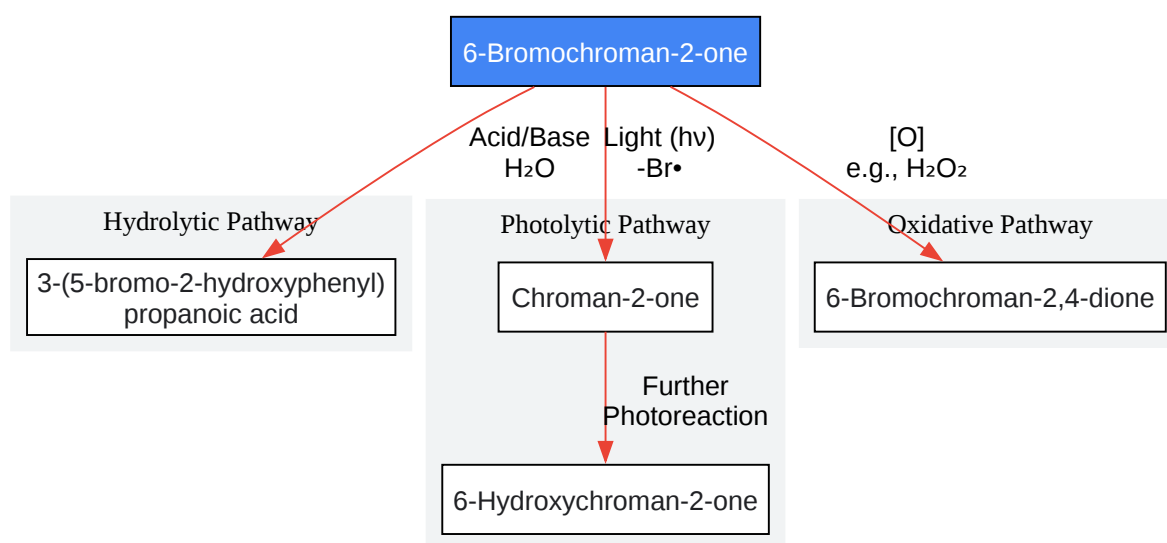 6-Bromochroman-2-one
Acid/Base
H₂O
Light (hν)
-Br•
[O]
e.g., H₂O₂
Hydrolytic Pathway
3-(5-bromo-2-hydroxyphenyl)
propanoic acid
Photolytic Pathway
Chroman-2-one
Further
Photoreaction
6-Hydroxychroman-2-one
Oxidative Pathway
6-Bromochroman-2,4-dione